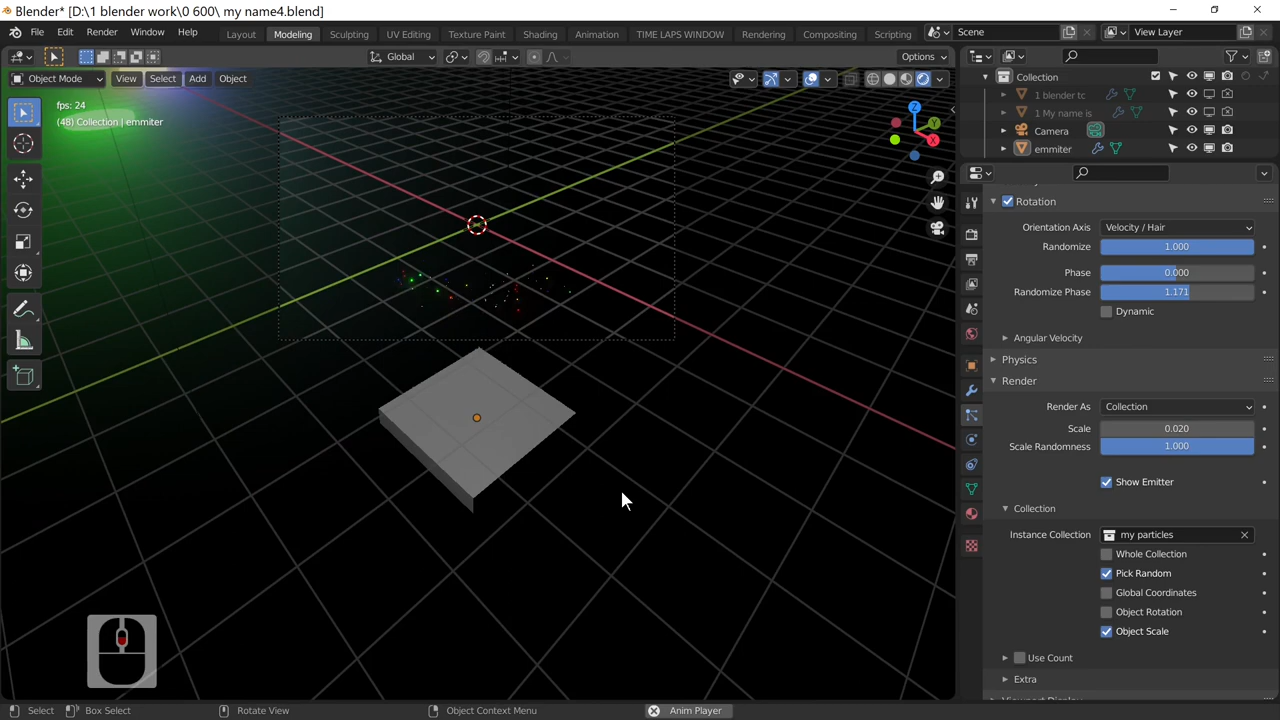 Blender* [D:\1 blender work\0 600\ my name4.blend]
File Edit Render Window Help Layout Modeling Sculpting UV Editing Texture Paint Shading Animation TIME LAPS WINDOW Rendering Compositing Scripting Scene View Layer
Global Options
Object Mode View Select Add Object
Collection
1 blender tc
1 My name is
Camera
emmiter
fps: 24
(48) Collection | emmiter
Z
Y
X
Rotation
Orientation Axis Velocity / Hair
Randomize 1.000
Phase 0.000
Randomize Phase 1.171
Dynamic
Angular Velocity
Physics
Render
Render As Collection
Scale 0.020
Scale Randomness 1.000
Show Emitter
Collection
Instance Collection my particles
Whole Collection
Pick Random
Global Coordinates
Object Rotation
Object Scale
Use Count
Extra
Select Box Select Rotate View Object Context Menu Anim Player